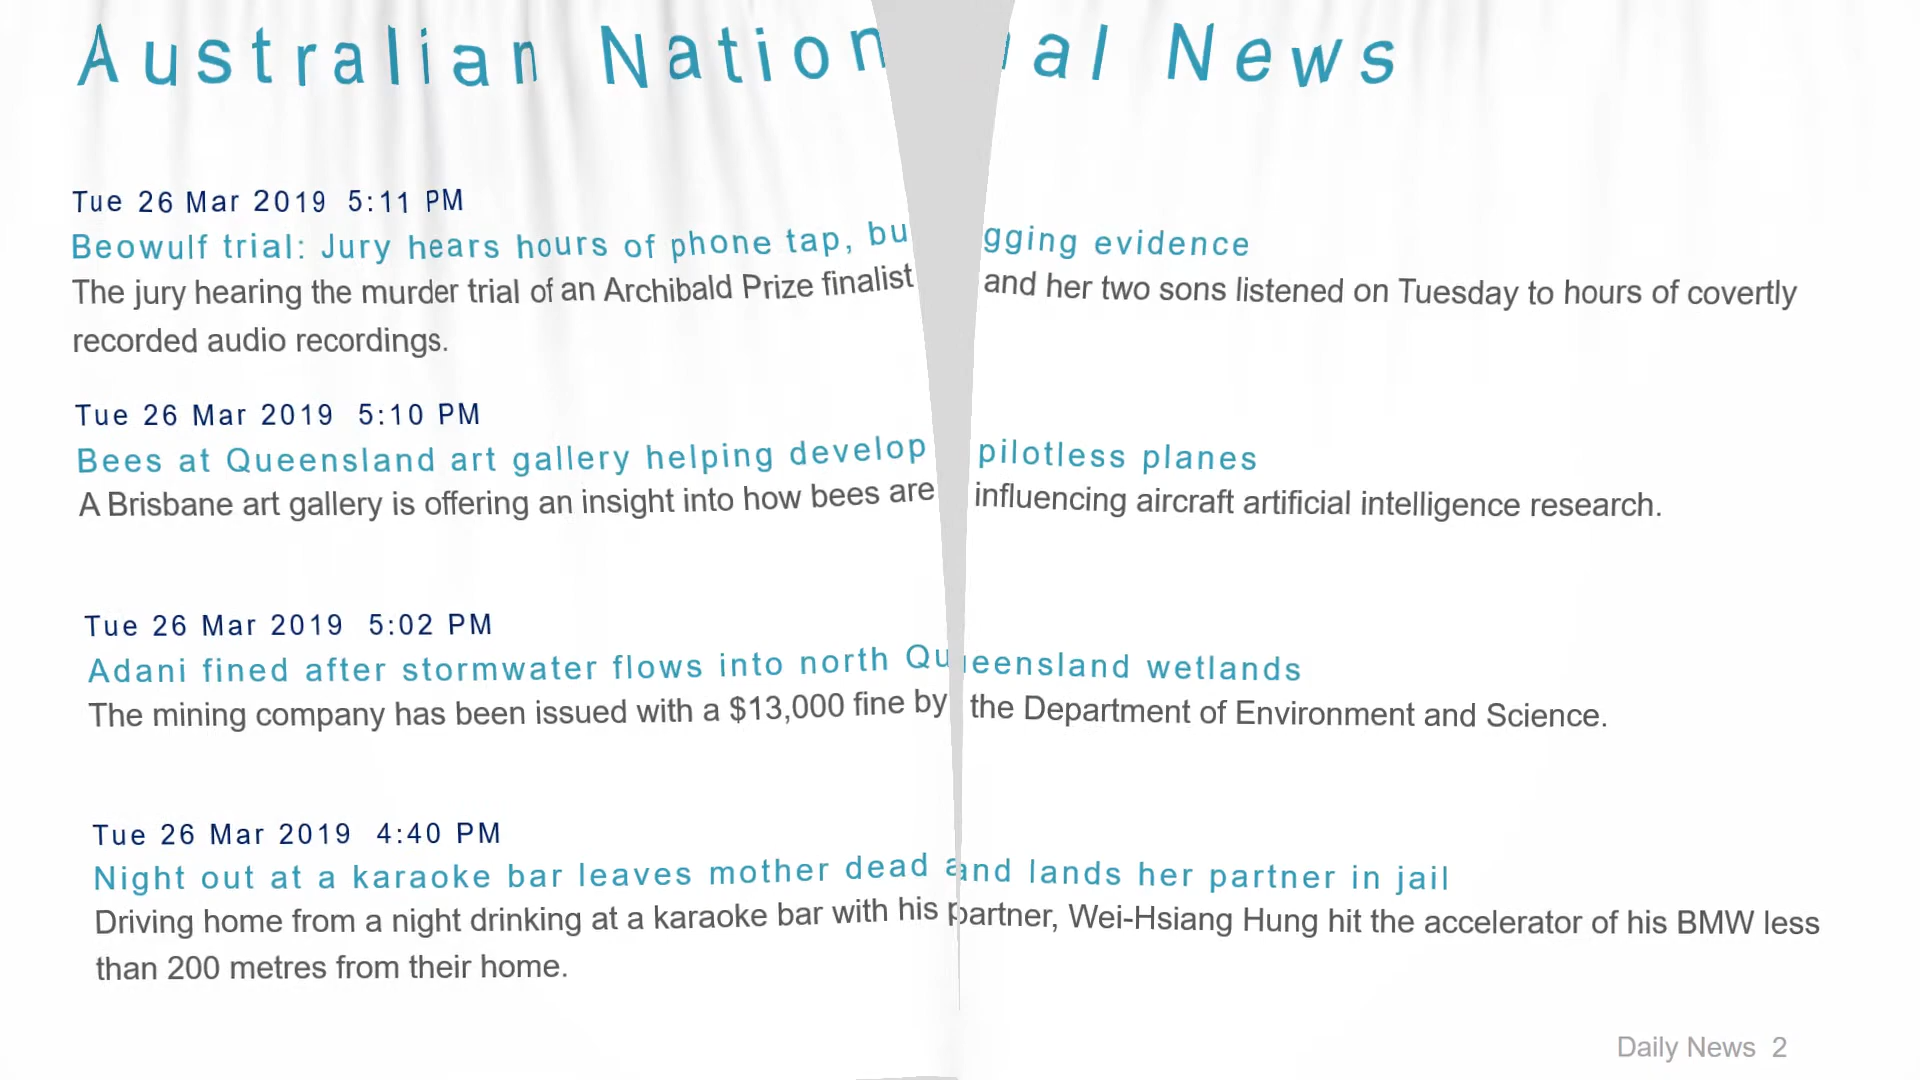 Australian National News
Tue 26 Mar 2019 5:11 PM
Beowulf trial: Jury hears hours of phone tap, bugging evidence
The jury hearing the murder trial of an Archibald Prize finalist and her two sons listened on Tuesday to hours of covertly
recorded audio recordings.
Tue 26 Mar 2019 5:10 PM
Bees at Queensland art gallery helping develop pilotless planes
A Brisbane art gallery is offering an insight into how bees are influencing aircraft artificial intelligence research.
Tue 26 Mar 2019 5:02 PM
Adani fined after stormwater flows into north Queensland wetlands
The mining company has been issued with a $13,000 fine by the Department of Environment and Science.
Tue 26 Mar 2019 4:40 PM
Night out at a karaoke bar leaves mother dead and lands her partner in jail
Driving home from a night drinking at a karaoke bar with his partner, Wei-Hsiang Hung hit the accelerator of his BMW less
than 200 metres from their home.
Daily News 2